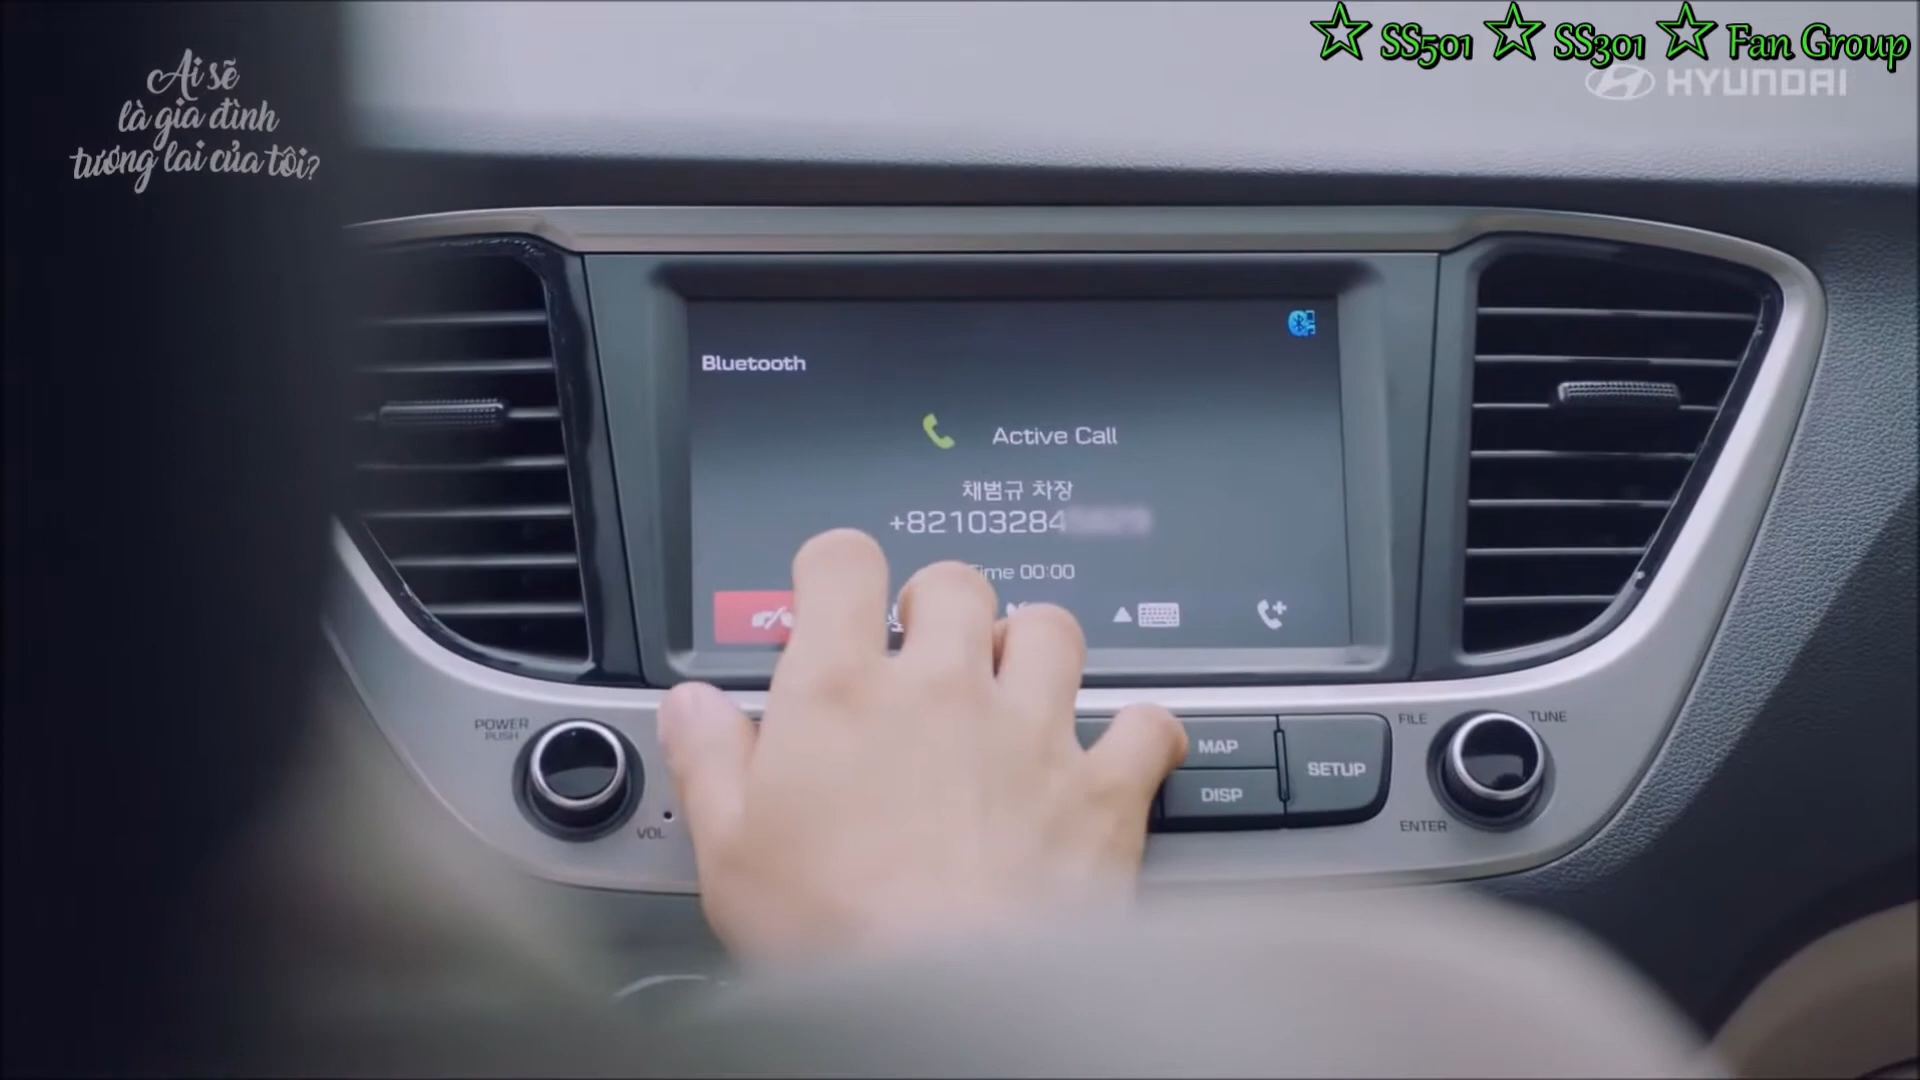 ☆ SS501 ☆ SS301 ☆ Fan Group
HYUNDAI
Ai sẽ
là gia đình
tương lai của tôi?
Bluetooth
Active Call
채범규 차장
+82103284
Time 00:00
POWER
PUSH
VOL
MAP
DISP
SETUP
FILE
TUNE
ENTER